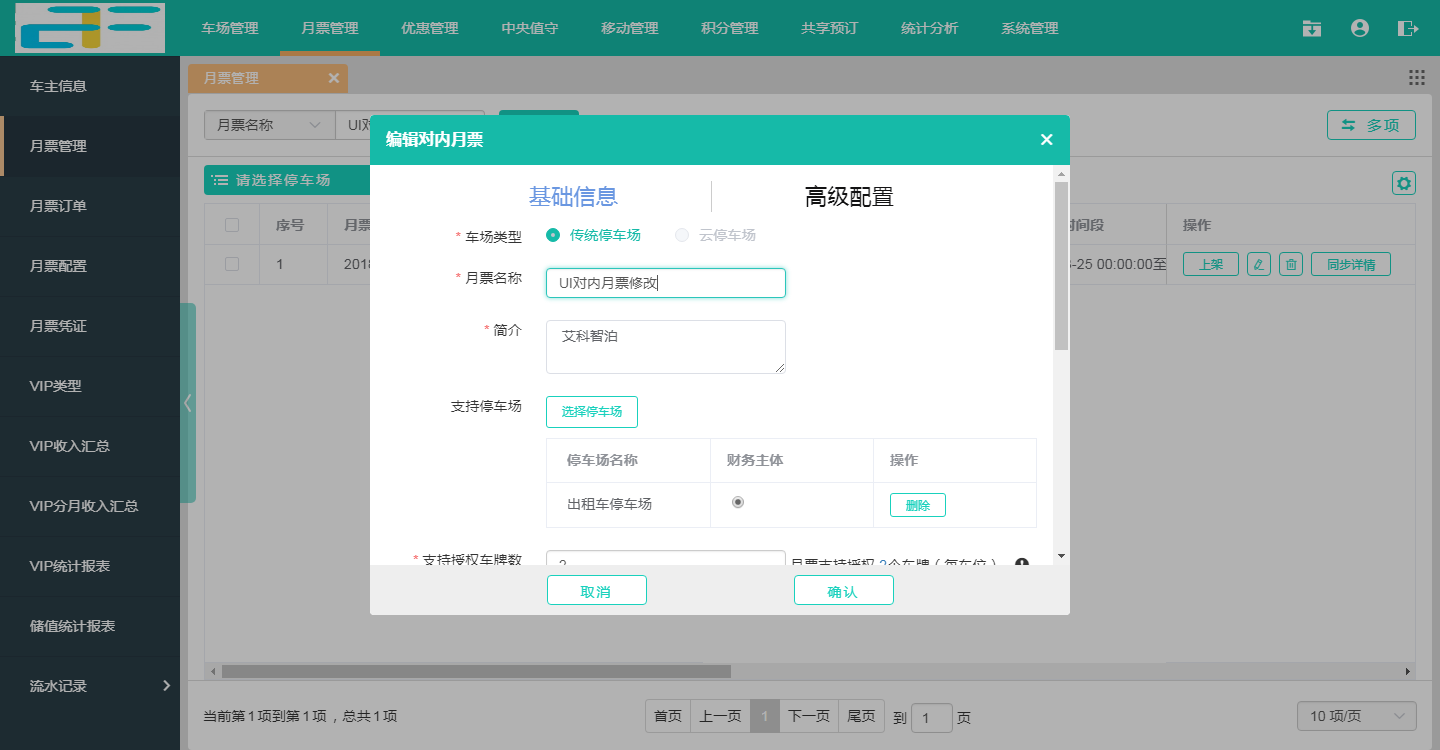 车场管理 月票管理 优惠管理 中央值守 移动管理 积分管理 共享预订 统计分析 系统管理
车主信息
月票管理
月票订单
月票配置
月票凭证
VIP类型
VIP收入汇总
VIP分月收入汇总
VIP统计报表
储值统计报表
流水记录
月票管理
月票名称 UI对
多项
请选择停车场
序号 月票 时间段 操作
1 2018 -25 00:00:00至 上架 同步详情
编辑对内月票
基础信息 高级配置
* 车场类型 传统停车场 云停车场
* 月票名称 UI对内月票修改
* 简介 艾科智泊
支持停车场 选择停车场
停车场名称 财务主体 操作
出租车停车场 删除
* 支持授权车牌数 2 月票支持授权 2个车牌（每车位）
取消 确认
当前第1项到第1项，总共1项 首页 上一页 1 下一页 尾页 到 1 页 10 项/页